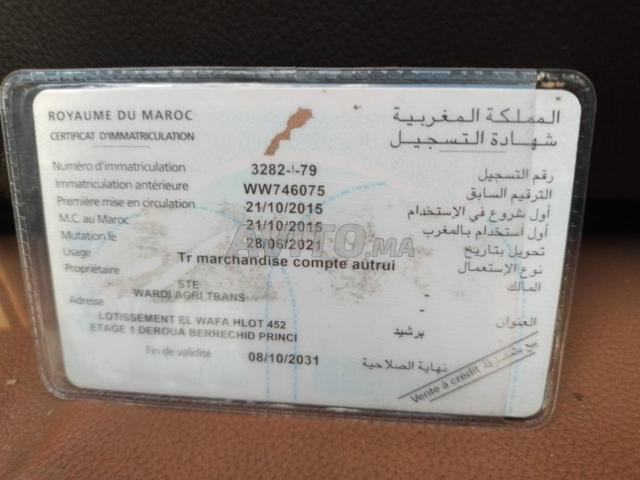 ROYAUME DU MAROC المملكة المغربية
CERTIFICAT D'IMMATRICULATION شهادة التسجيل
Numéro d'immatriculation 3282-أ-79 رقم التسجيل
Immatriculation antérieure WW746075 الترقيم السابق
Première mise en circulation 21/10/2015 أول شروع في الإستخدام
M.C. au Maroc 21/10/2015 أول استخدام بالمغرب
Mutation le 28/06/2021 تحويل بتاريخ
Usage Tr marchandise compte autrui نوع الإستعمال
Propriétaire STE المالك
WARDI AGRI TRANS -
Adresse -
LOTISSEMENT EL WAFA HLOT 452 العنوان
ETAGE 1 DEROUA BERRECHID PRINCI برشيد
Fin de validité 08/10/2031 نهاية الصلاحية
Vente à crédit
AVITO.MA